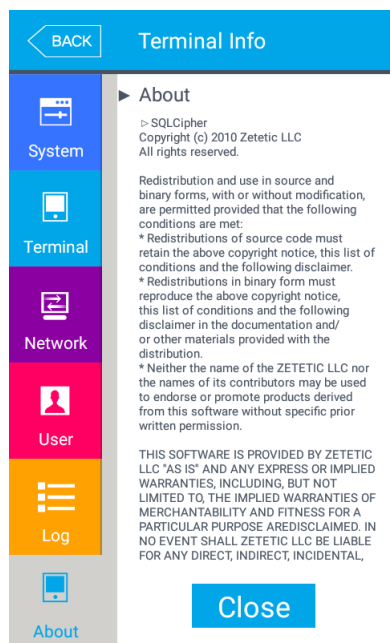 BACK
Terminal Info
System
Terminal
Network
User
Log
About
► About
▷ SQLCipher
Copyright (c) 2010 Zetetic LLC
All rights reserved.
Redistribution and use in source and
binary forms, with or without modification,
are permitted provided that the following
conditions are met:
* Redistributions of source code must
retain the above copyright notice, this list of
conditions and the following disclaimer.
* Redistributions in binary form must
reproduce the above copyright notice,
this list of conditions and the following
disclaimer in the documentation and/
or other materials provided with the
distribution.
* Neither the name of the ZETETIC LLC nor
the names of its contributors may be used
to endorse or promote products derived
from this software without specific prior
written permission.
THIS SOFTWARE IS PROVIDED BY ZETETIC
LLC "AS IS" AND ANY EXPRESS OR IMPLIED
WARRANTIES, INCLUDING, BUT NOT
LIMITED TO, THE IMPLIED WARRANTIES OF
MERCHANTABILITY AND FITNESS FOR A
PARTICULAR PURPOSE AREDISCLAIMED. IN
NO EVENT SHALL ZETETIC LLC BE LIABLE
FOR ANY DIRECT, INDIRECT, INCIDENTAL,
Close